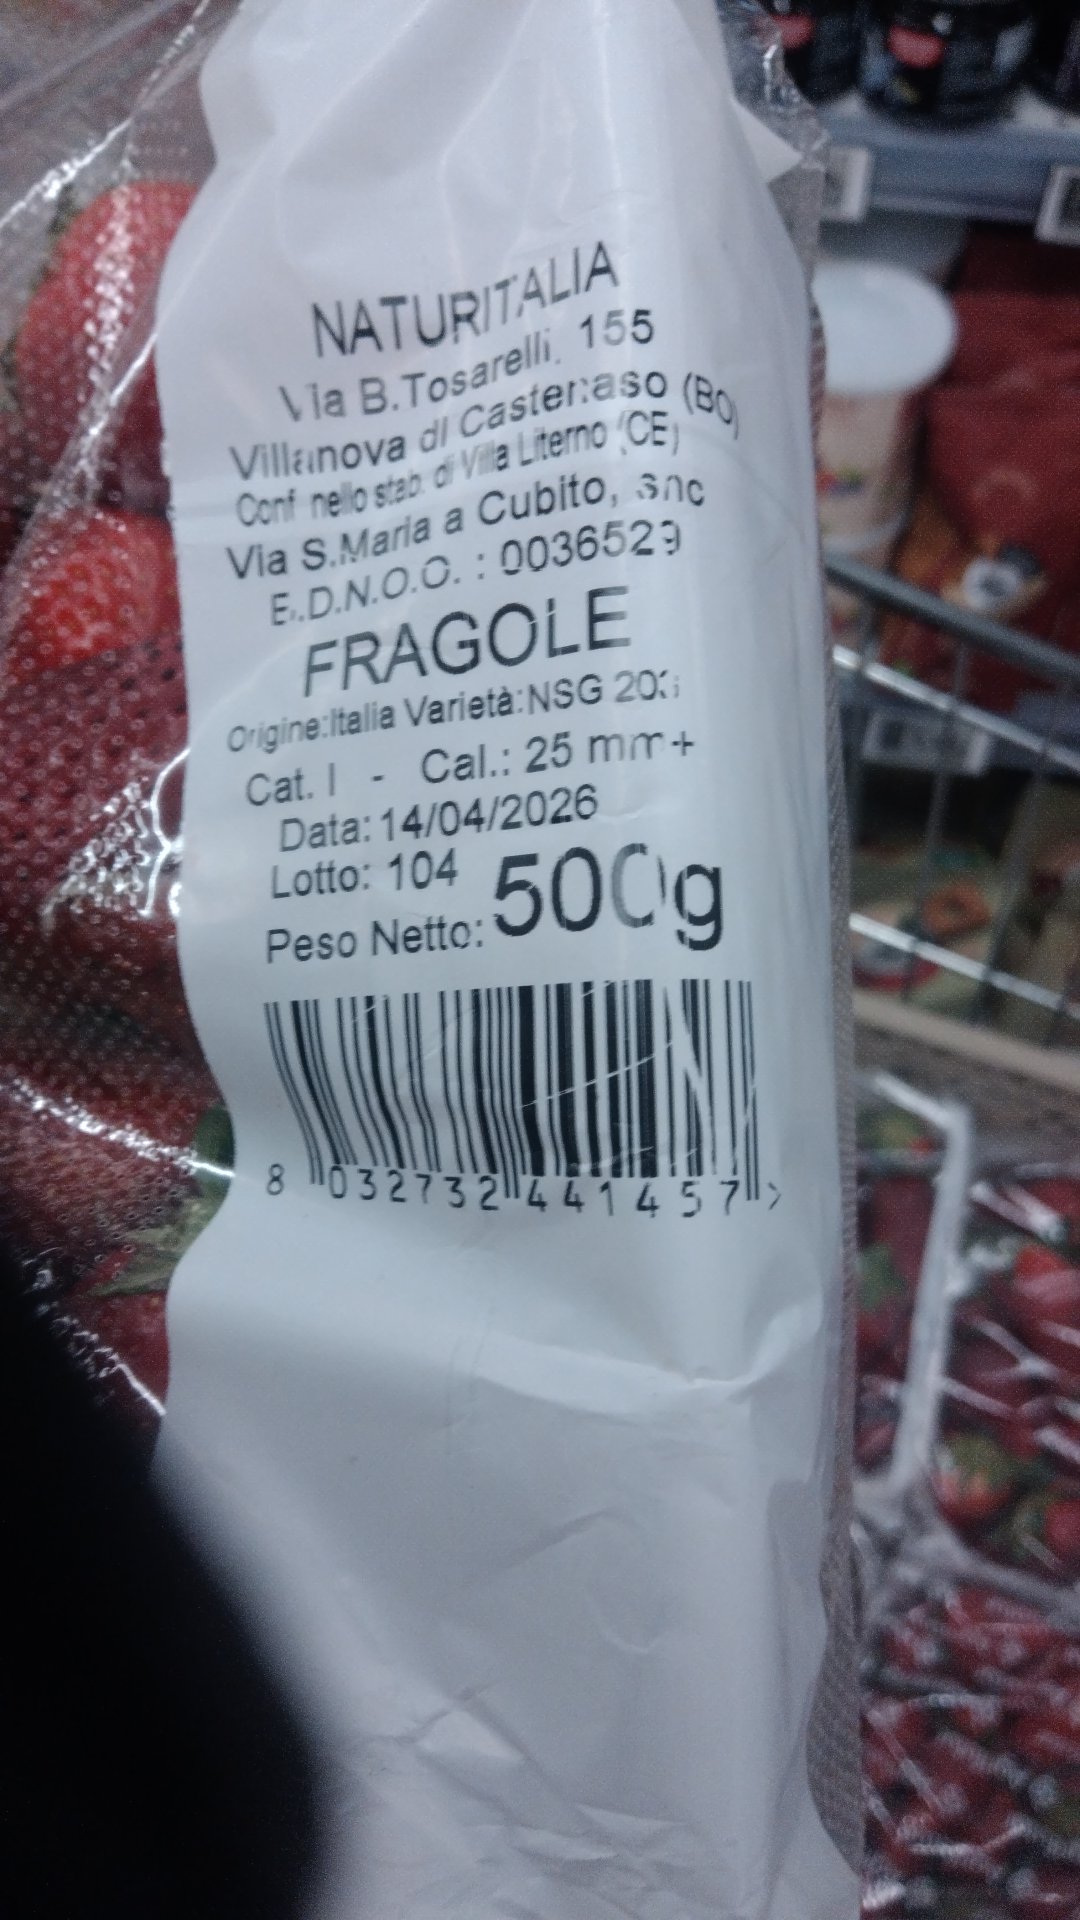 NATURITALIA
Via B.Tosarelli, 155
Villanova di Castenaso (BO)
Conf nello stab. di Villa Literno (CE)
Via S.Maria a Cubito, snc
B.D.N.O.O. : 0036529
FRAGOLE
Origine:Italia Varietà:NSG
Cat. I - Cal.: 25 mm+
Data: 14/04/2026
Lotto: 104
Peso Netto: 500g
8 032732 441457 >